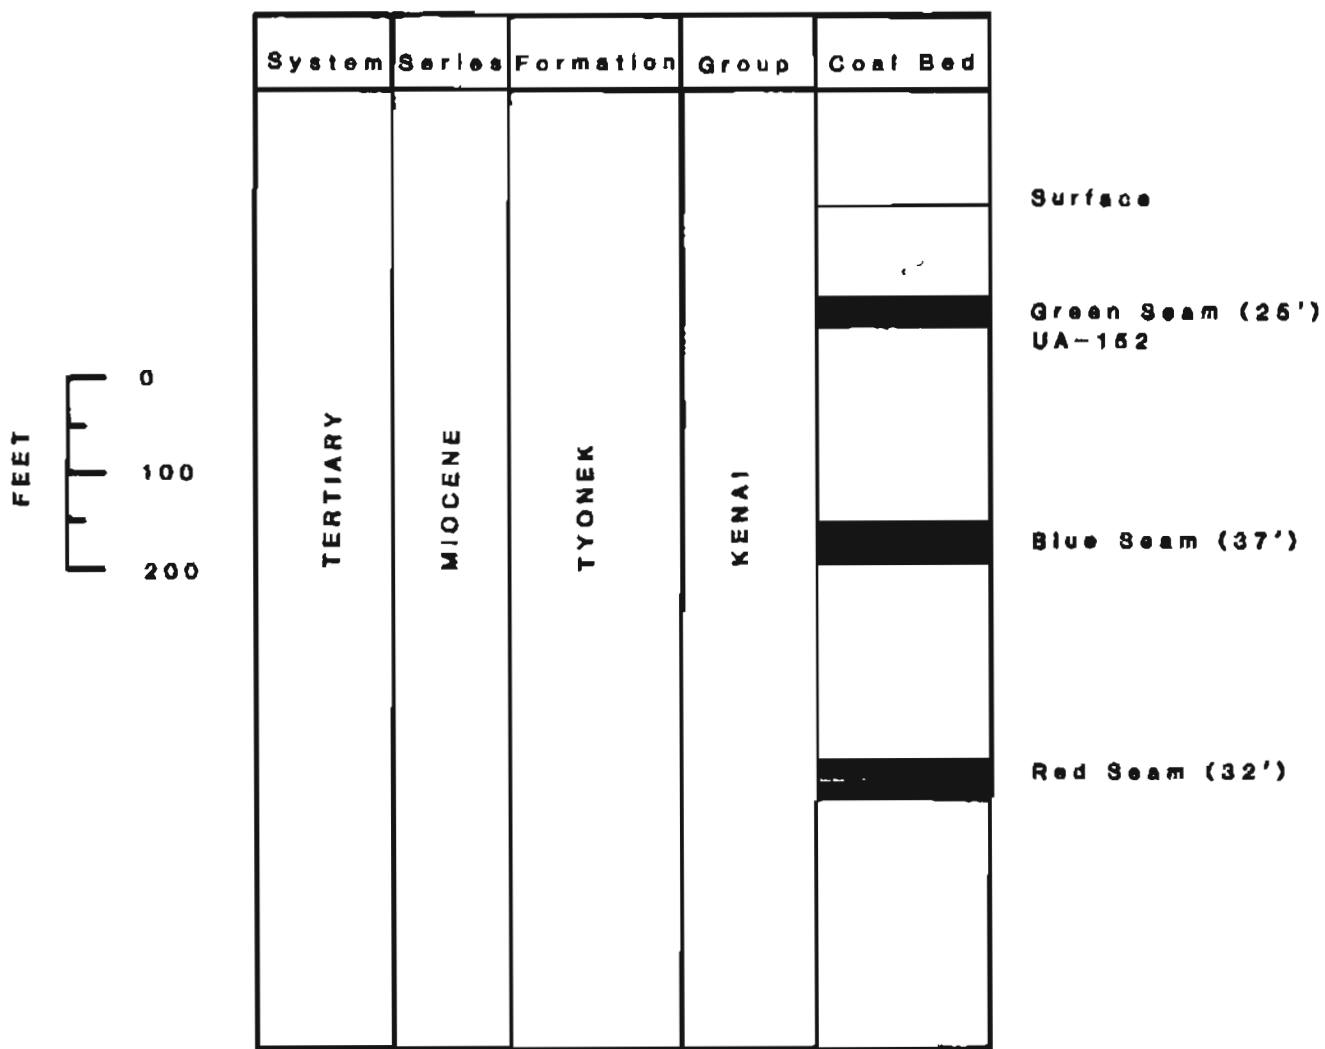 System Series Formation Group Coal Bed
Surface
Green Seam (25')
UA-152
0
100
200
FEET
TERTIARY
MIOCENE
TYONEK
KENAI
Blue Seam (37')
Red Seam (32')